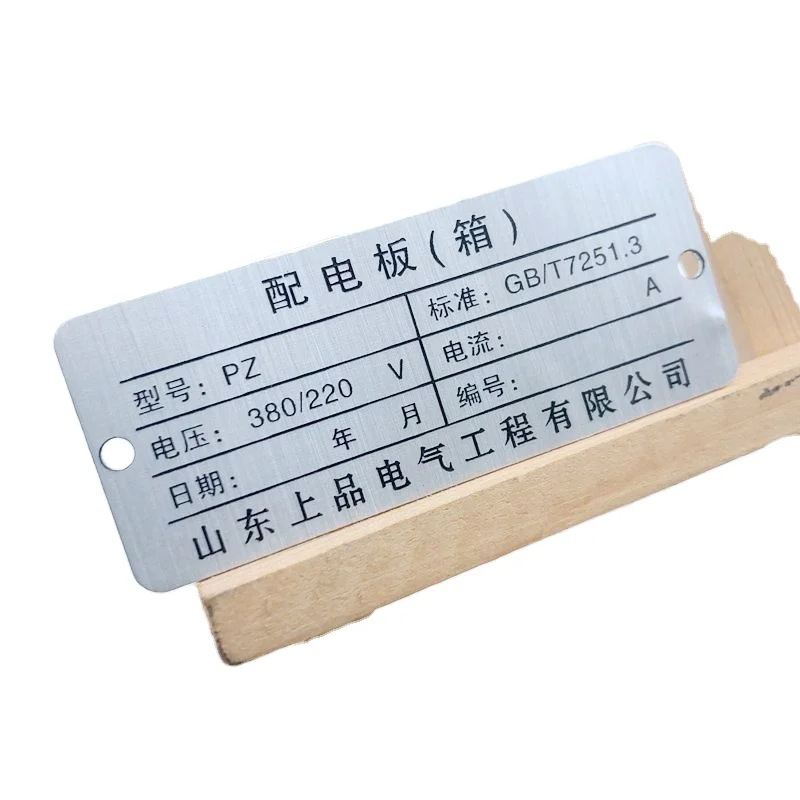 配电板(箱)
型号: PZ 标准: GB/T7251.3
电压: 380/220 V 电流: A
日期: 年 月 编号:
山东上品电气工程有限公司